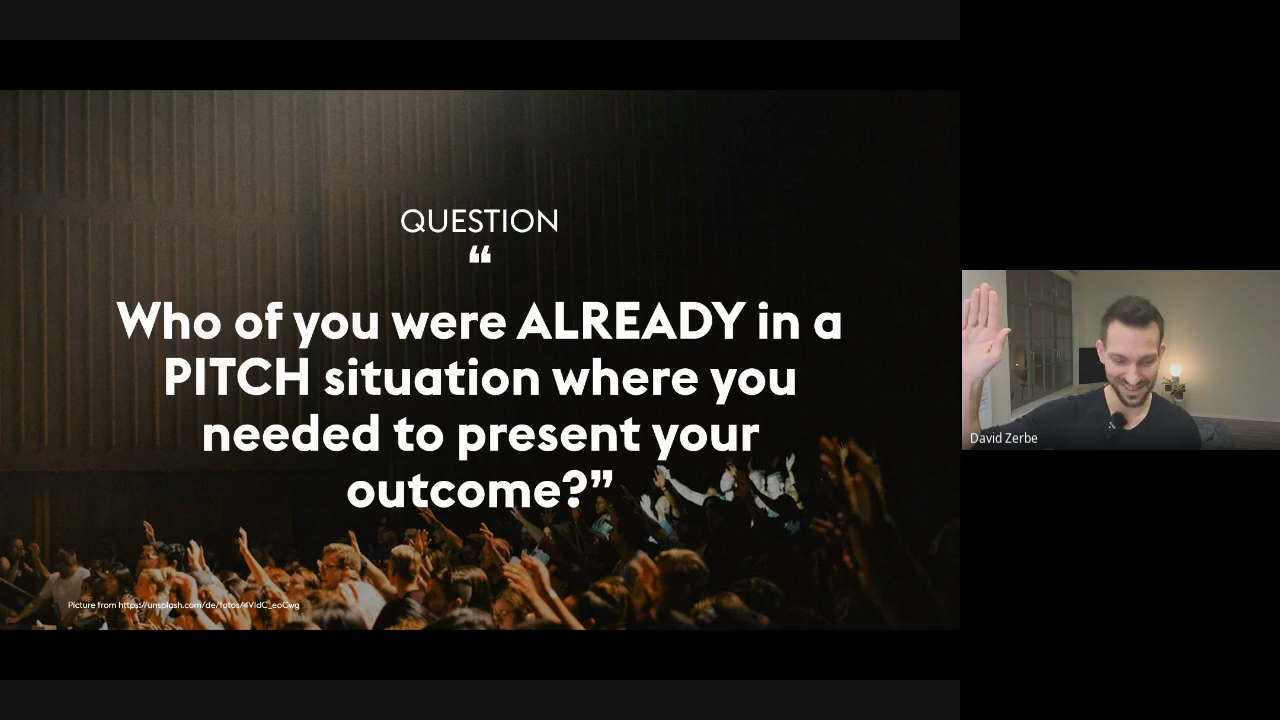 QUESTION
“
Who of you were ALREADY in a
PITCH situation where you
needed to present your
outcome?”
Picture from https://unsplash.com/de/fotos/4VIdC_eoCwg
David Zerbe